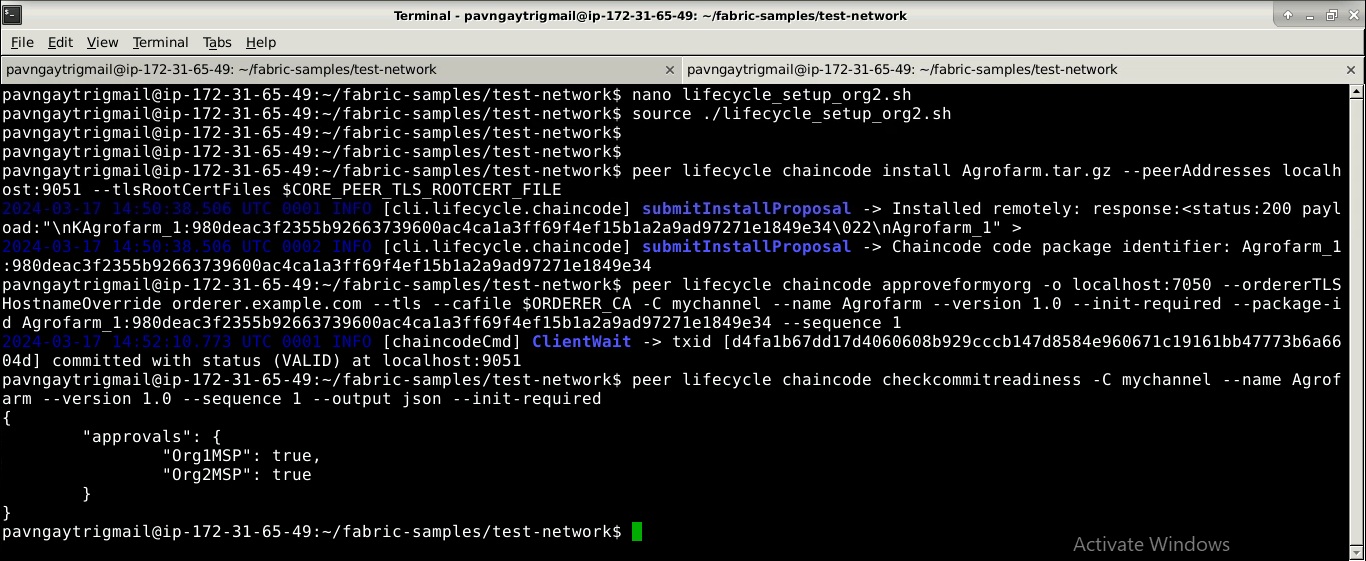 Terminal - pavngaytrigmail@ip-172-31-65-49: ~/fabric-samples/test-network
File Edit View Terminal Tabs Help
pavngaytrigmail@ip-172-31-65-49: ~/fabric-samples/test-network
pavngaytrigmail@ip-172-31-65-49: ~/fabric-samples/test-network
pavngaytrigmail@ip-172-31-65-49:~/fabric-samples/test-network$ nano lifecycle_setup_org2.sh
pavngaytrigmail@ip-172-31-65-49:~/fabric-samples/test-network$ source ./lifecycle_setup_org2.sh
pavngaytrigmail@ip-172-31-65-49:~/fabric-samples/test-network$
pavngaytrigmail@ip-172-31-65-49:~/fabric-samples/test-network$
pavngaytrigmail@ip-172-31-65-49:~/fabric-samples/test-network$ peer lifecycle chaincode install Agrofarm.tar.gz --peerAddresses localh
ost:9051 --tlsRootCertFiles $CORE_PEER_TLS_ROOTCERT_FILE
2024-03-17 14:50:38.506 UTC 0001 INFO [cli.lifecycle.chaincode] submitInstallProposal -> Installed remotely: response:<status:200 payl
oad:"\nKAgrofarm_1:980deac3f2355b92663739600ac4ca1a3ff69f4ef15b1a2a9ad97271e1849e34\022\nAgrofarm_1" >
2024-03-17 14:50:38.506 UTC 0002 INFO [cli.lifecycle.chaincode] submitInstallProposal -> Chaincode code package identifier: Agrofarm_1
:980deac3f2355b92663739600ac4ca1a3ff69f4ef15b1a2a9ad97271e1849e34
pavngaytrigmail@ip-172-31-65-49:~/fabric-samples/test-network$ peer lifecycle chaincode approveformyorg -o localhost:7050 --ordererTLS
HostnameOverride orderer.example.com --tls --cafile $ORDERER_CA -C mychannel --name Agrofarm --version 1.0 --init-required --package-i
d Agrofarm_1:980deac3f2355b92663739600ac4ca1a3ff69f4ef15b1a2a9ad97271e1849e34 --sequence 1
2024-03-17 14:52:10.773 UTC 0001 INFO [chaincodeCmd] ClientWait -> txid [d4fa1b67dd17d4060608b929cccb147d8584e960671c19161bb47773b6a66
04d] committed with status (VALID) at localhost:9051
pavngaytrigmail@ip-172-31-65-49:~/fabric-samples/test-network$ peer lifecycle chaincode checkcommitreadiness -C mychannel --name Agrof
arm --version 1.0 --sequence 1 --output json --init-required
{
        "approvals": {
                "Org1MSP": true,
                "Org2MSP": true
        }
}
pavngaytrigmail@ip-172-31-65-49:~/fabric-samples/test-network$
Activate Windows